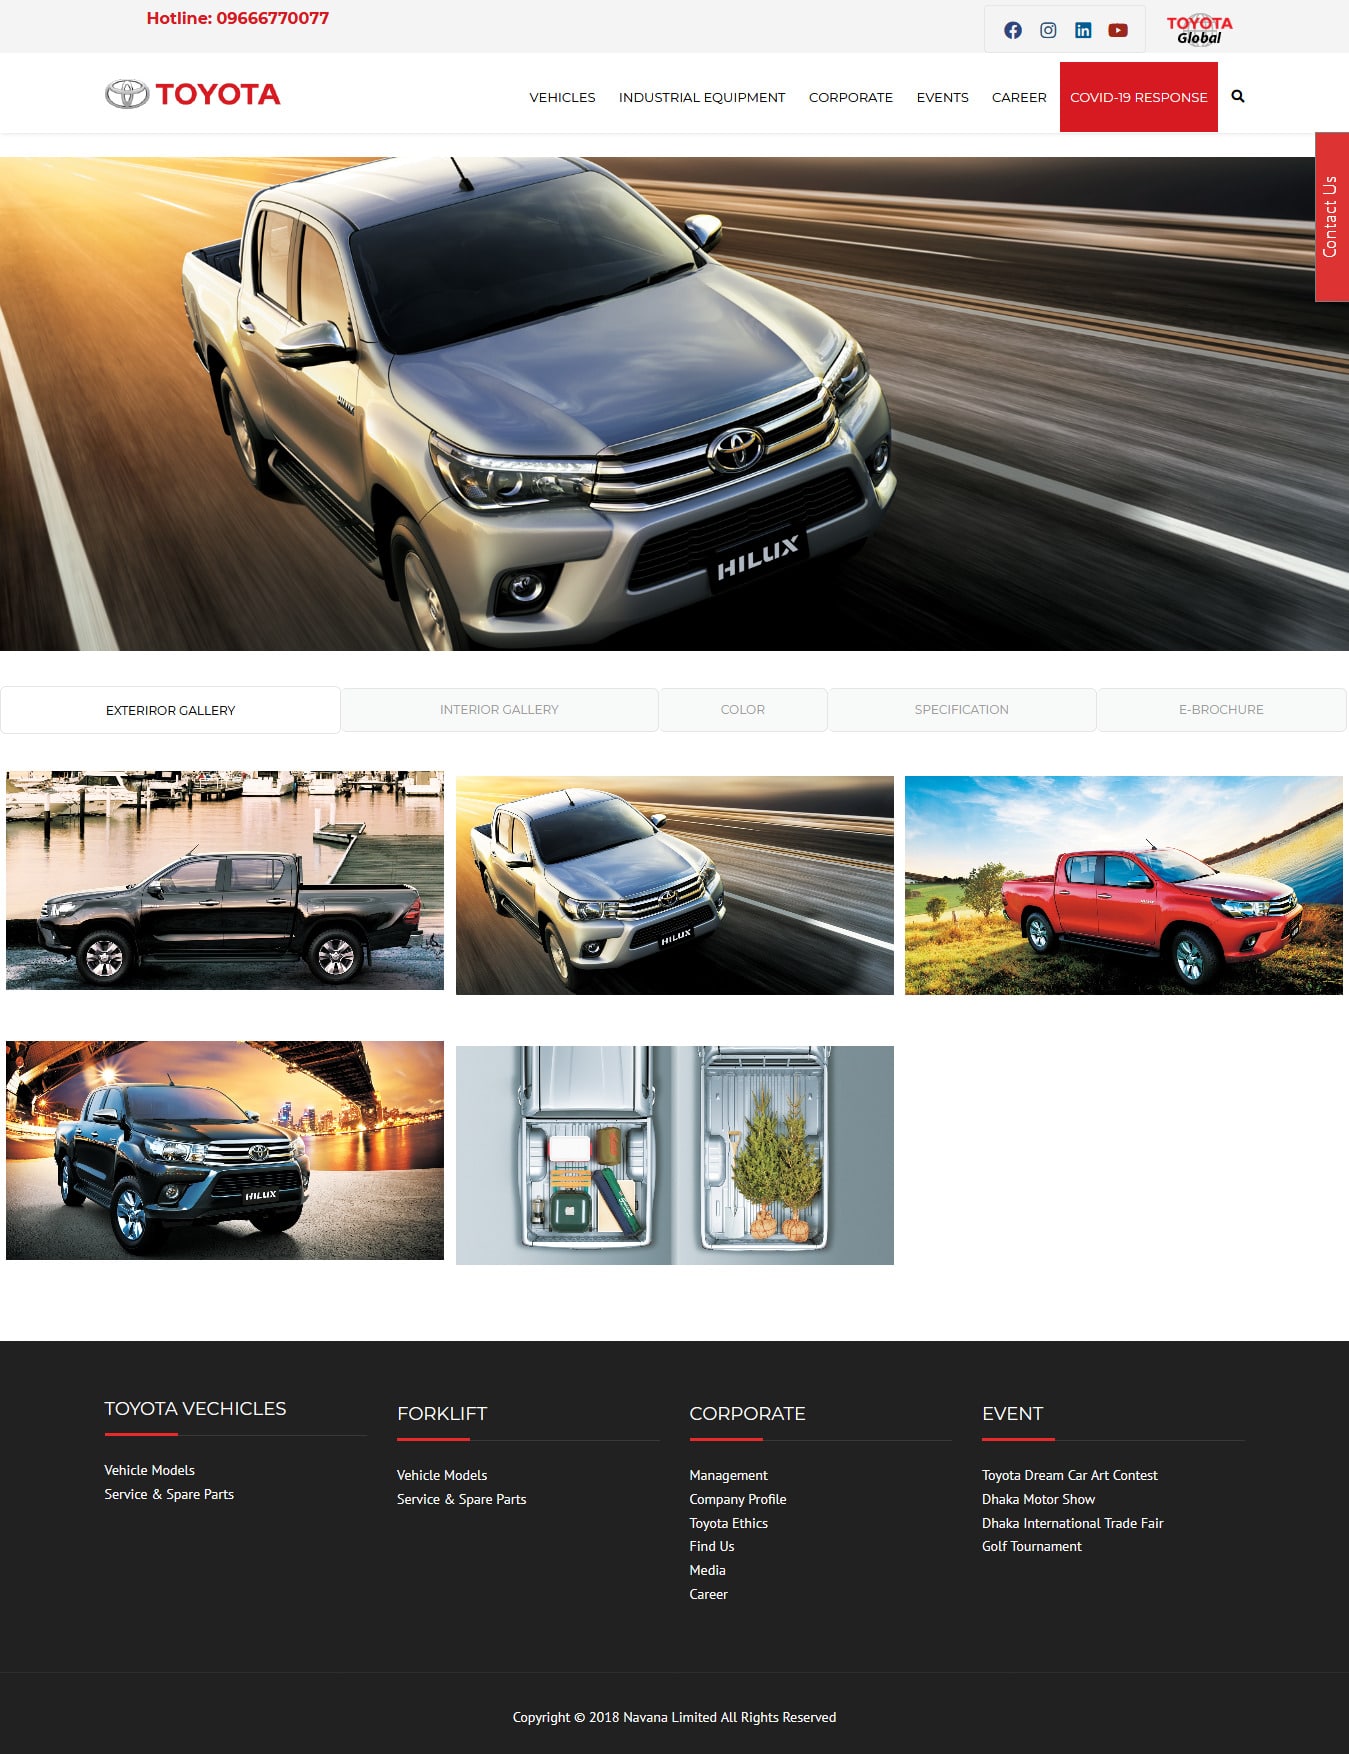 Hotline: 09666770077
TOYOTA
Global
TOYOTA
VEHICLES
INDUSTRIAL EQUIPMENT
CORPORATE
EVENTS
CAREER
COVID-19 RESPONSE
Contact Us
HILUX
EXTERIROR GALLERY
INTERIOR GALLERY
COLOR
SPECIFICATION
E-BROCHURE
HILUX
HILUX
TOYOTA VECHICLES
Vehicle Models
Service & Spare Parts
FORKLIFT
Vehicle Models
Service & Spare Parts
CORPORATE
Management
Company Profile
Toyota Ethics
Find Us
Media
Career
EVENT
Toyota Dream Car Art Contest
Dhaka Motor Show
Dhaka International Trade Fair
Golf Tournament
Copyright © 2018 Navana Limited All Rights Reserved